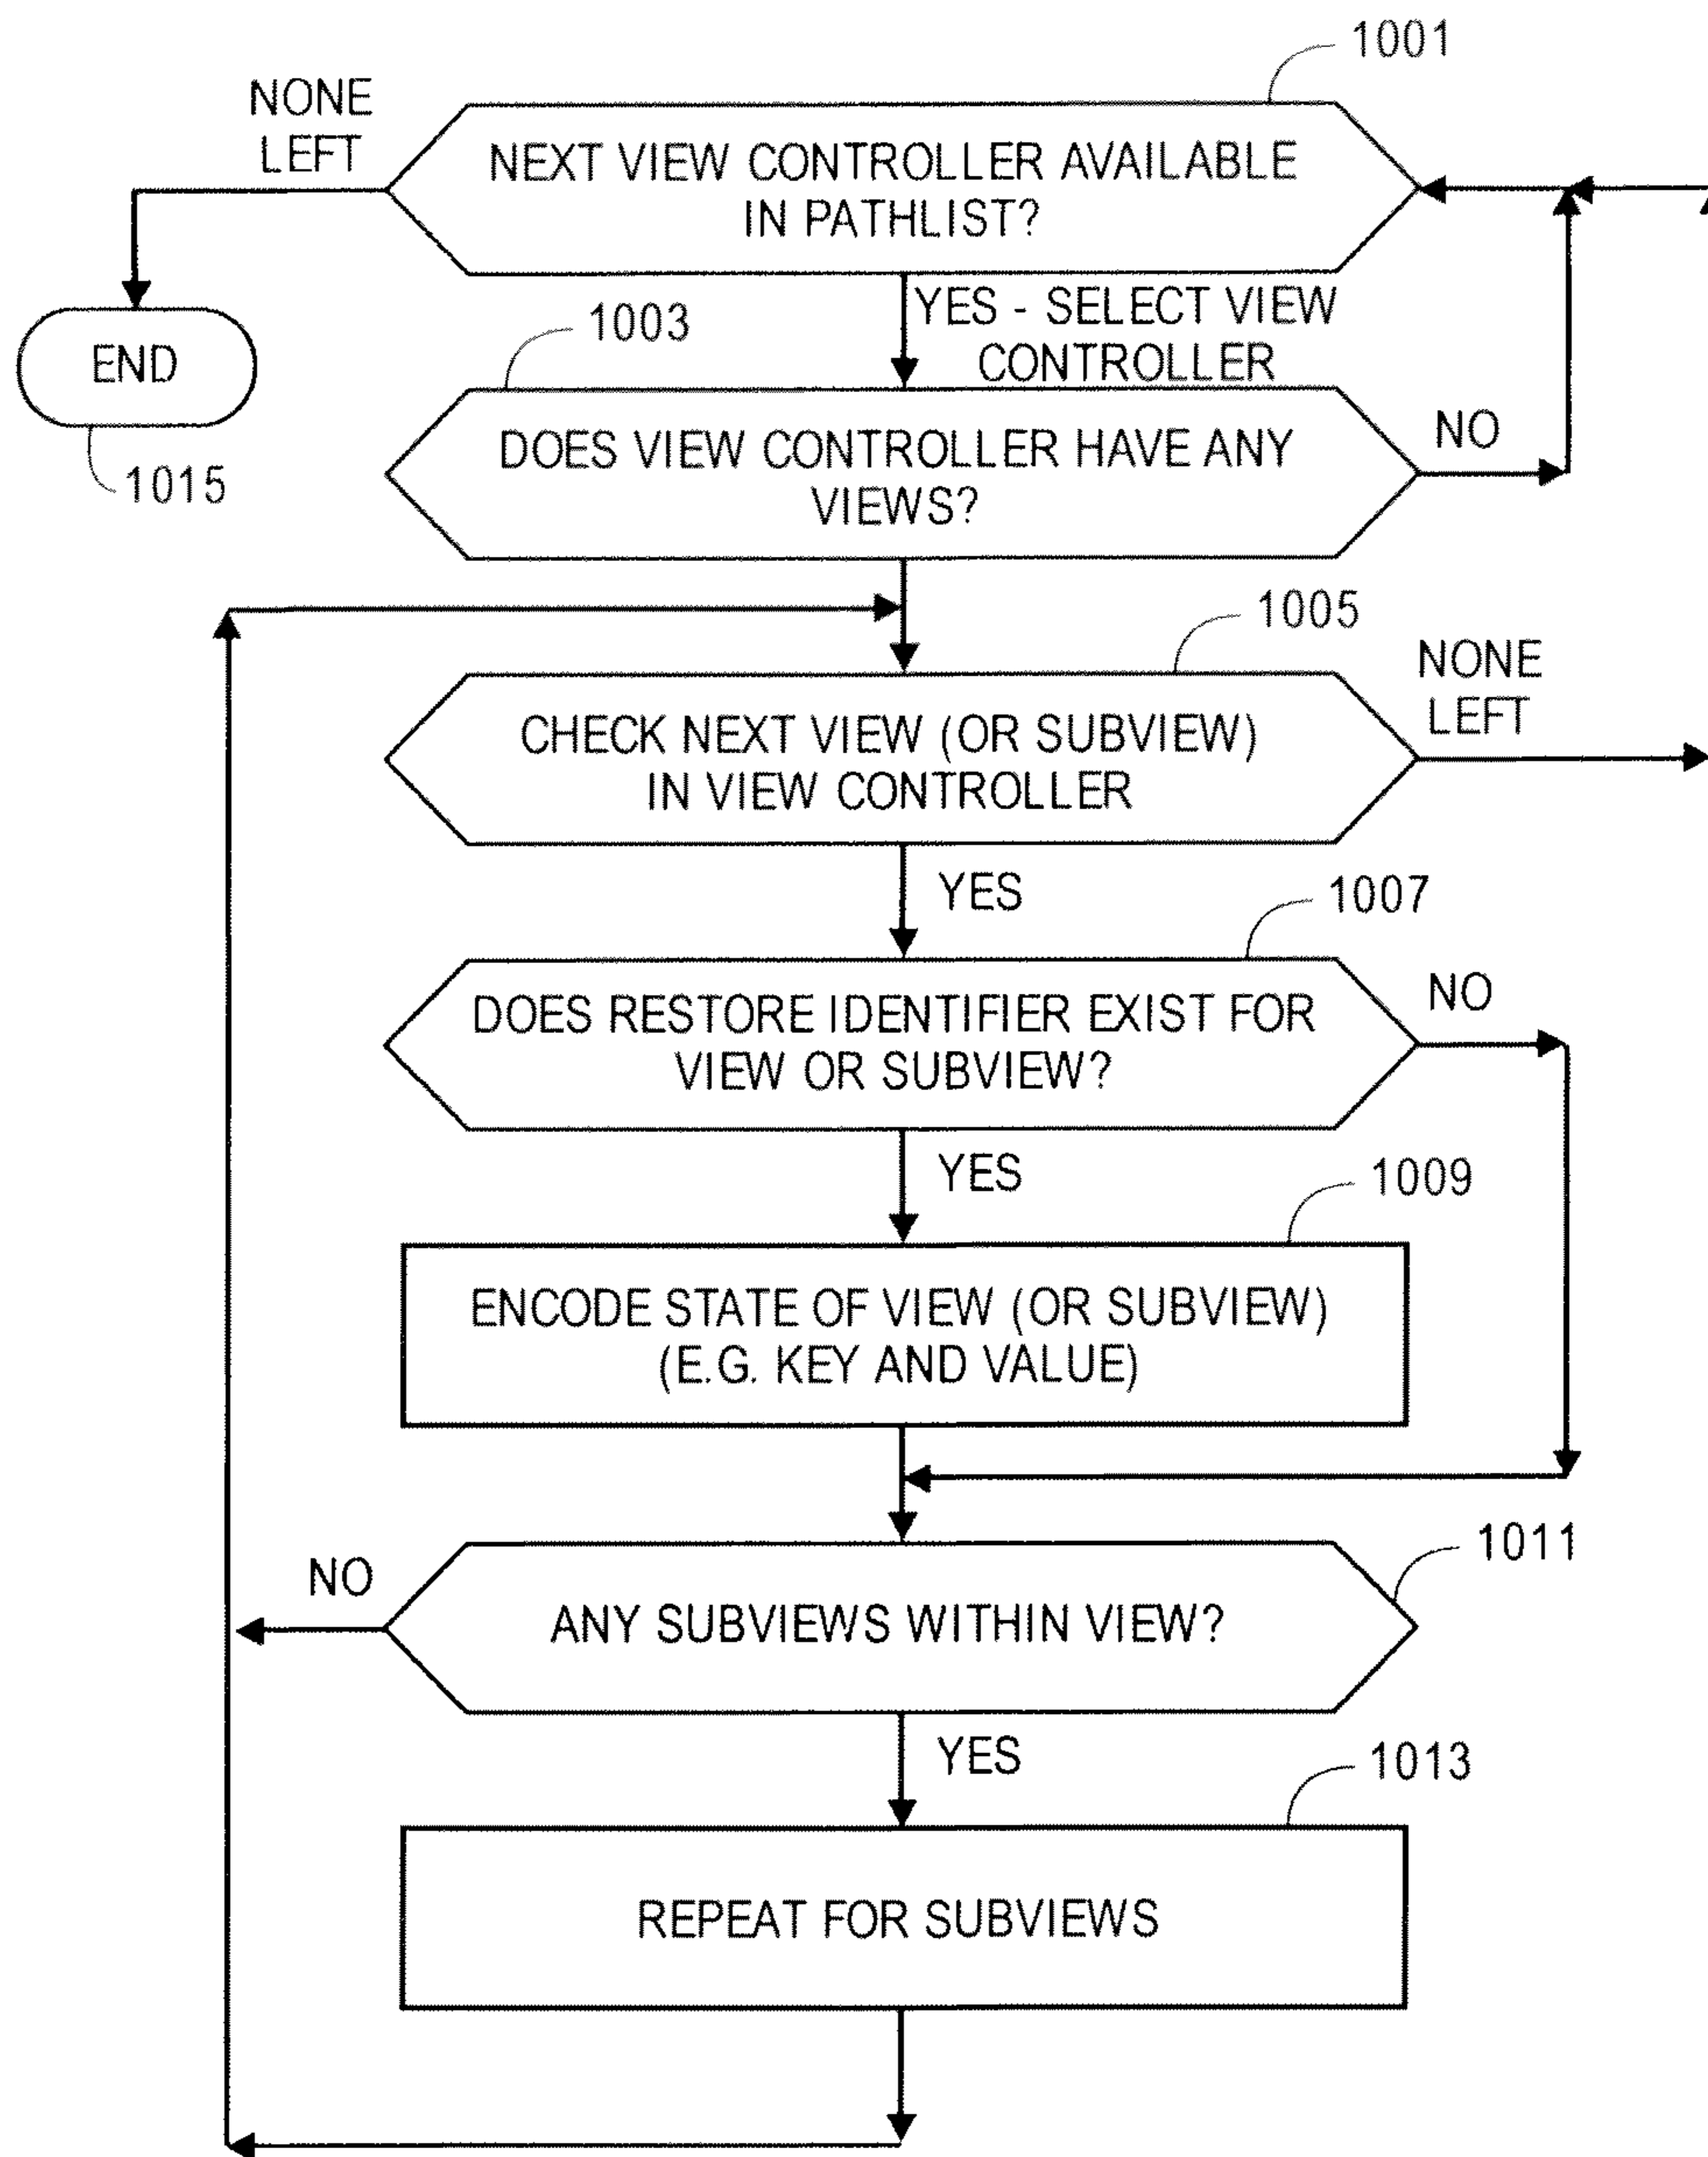 1001
NONE
LEFT
NEXT VIEW CONTROLLER AVAILABLE
IN PATHLIST?
YES - SELECT VIEW
CONTROLLER
END
1015
1003
DOES VIEW CONTROLLER HAVE ANY
VIEWS?
NO
1005
CHECK NEXT VIEW (OR SUBVIEW)
IN VIEW CONTROLLER
NONE
LEFT
YES
1007
DOES RESTORE IDENTIFIER EXIST FOR
VIEW OR SUBVIEW?
NO
YES
1009
ENCODE STATE OF VIEW (OR SUBVIEW)
(E.G. KEY AND VALUE)
1011
ANY SUBVIEWS WITHIN VIEW?
NO
YES
1013
REPEAT FOR SUBVIEWS